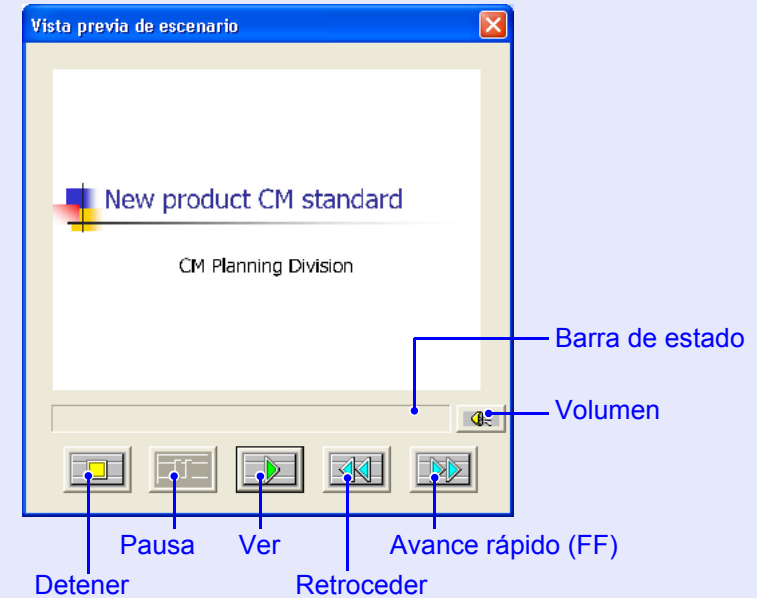 Vista previa de escenario
New product CM standard
CM Planning Division
Barra de estado
Volumen
Pausa
Ver
Avance rápido (FF)
Detener
Retroceder